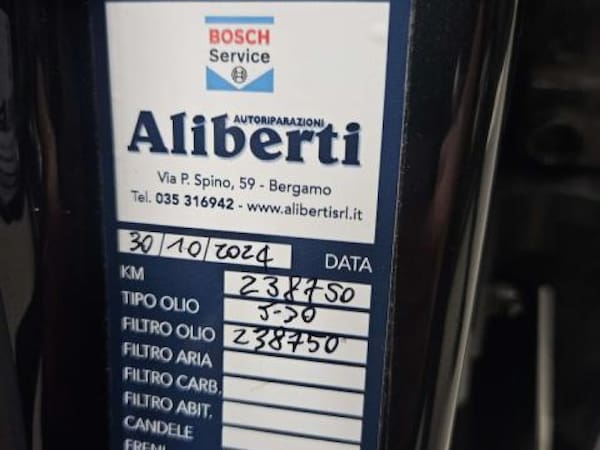 BOSCH
Service
AUTORIPARAZIONI
Aliberti
Via P. Spino, 59 - Bergamo
Tel. 035 316942 - www.alibertisrl.it
30/10/2024 DATA
KM 238750
TIPO OLIO 5-30
FILTRO OLIO 238750
FILTRO ARIA
FILTRO CARB.
FILTRO ABIT.
CANDELE
FRENI